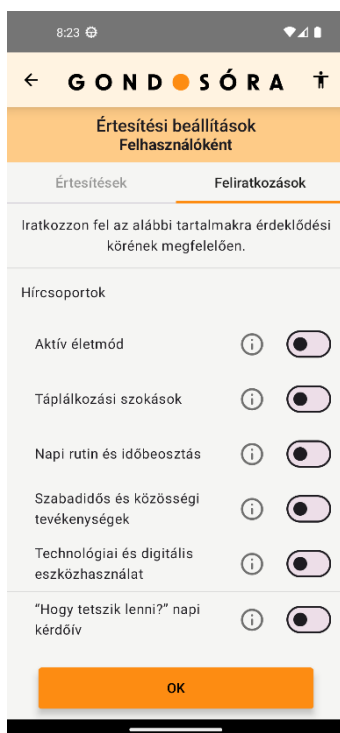 8:23
GONDOSÓRA
Értesítési beállítások
Felhasználóként
Értesítések Feliratkozások
Iratkozzon fel az alábbi tartalmakra érdeklődési
körének megfelelően.
Hírcsoportok
Aktív életmód
Táplálkozási szokások
Napi rutin és időbeosztás
Szabadidős és közösségi
tevékenységek
Technológiai és digitális
eszközhasználat
“Hogy tetszik lenni?” napi
kérdőív
OK